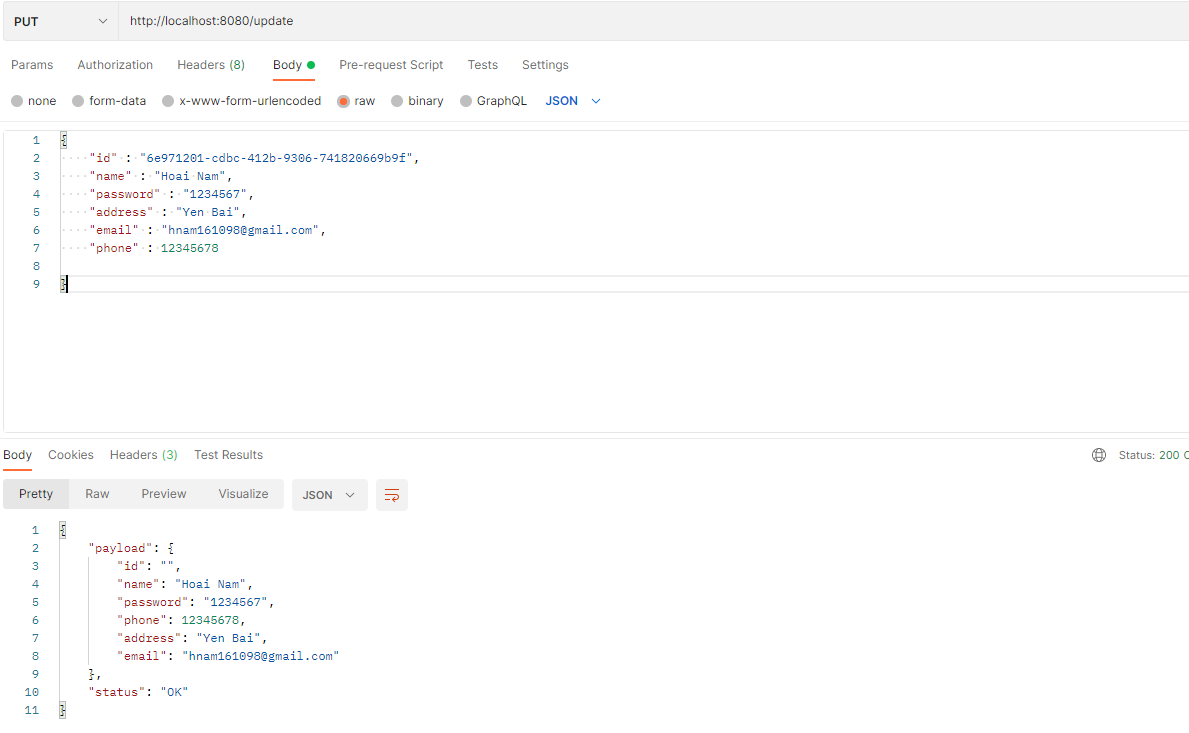 PUT http://localhost:8080/update
Params Authorization Headers (8) Body Pre-request Script Tests Settings
none form-data x-www-form-urlencoded raw binary GraphQL JSON
1 {
2 "id" : "6e971201-cdbc-412b-9306-741820669b9f",
3 "name" : "Hoai Nam",
4 "password" : "1234567",
5 "address" : "Yen Bai",
6 "email" : "hnam161098@gmail.com",
7 "phone" : 12345678
8
9 }
Body Cookies Headers (3) Test Results Status: 200
Pretty Raw Preview Visualize JSON
1 {
2 "payload": {
3 "id": "",
4 "name": "Hoai Nam",
5 "password": "1234567",
6 "phone": 12345678,
7 "address": "Yen Bai",
8 "email": "hnam161098@gmail.com"
9 },
10 "status": "OK"
11 }